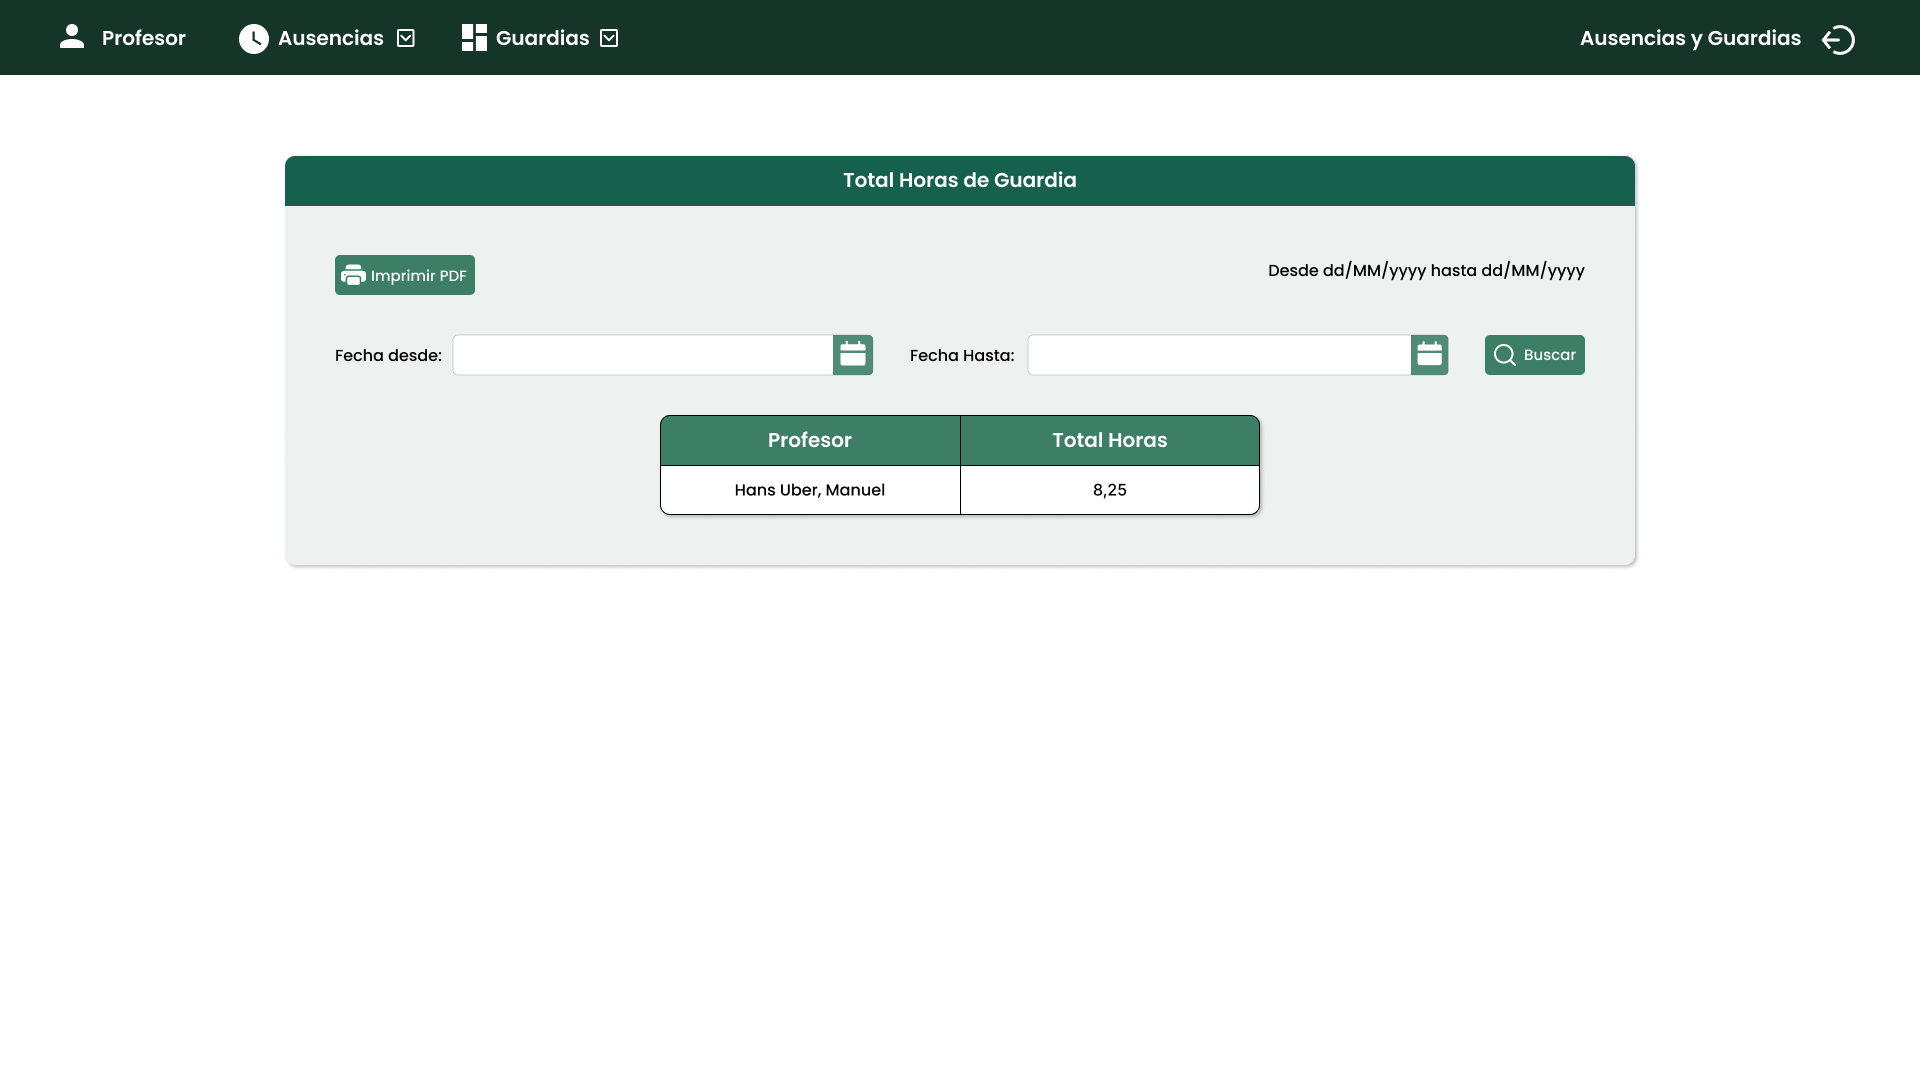 Profesor Ausencias Guardias Ausencias y Guardias
Total Horas de Guardia
Imprimir PDF Desde dd/MM/yyyy hasta dd/MM/yyyy
Fecha desde: Fecha Hasta: Buscar
Profesor Total Horas
Hans Uber, Manuel 8,25